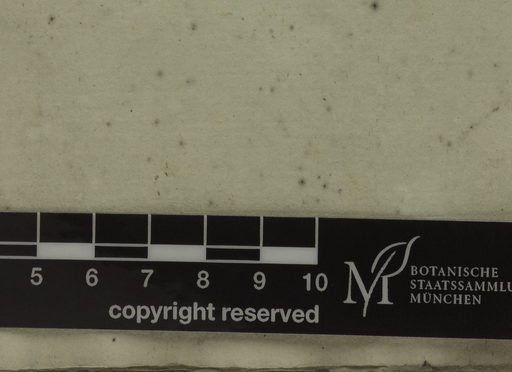 5 6 7 8 9 10
copyright reserved
M
BOTANISCHE
STAATSSAMMLU
MÜNCHEN